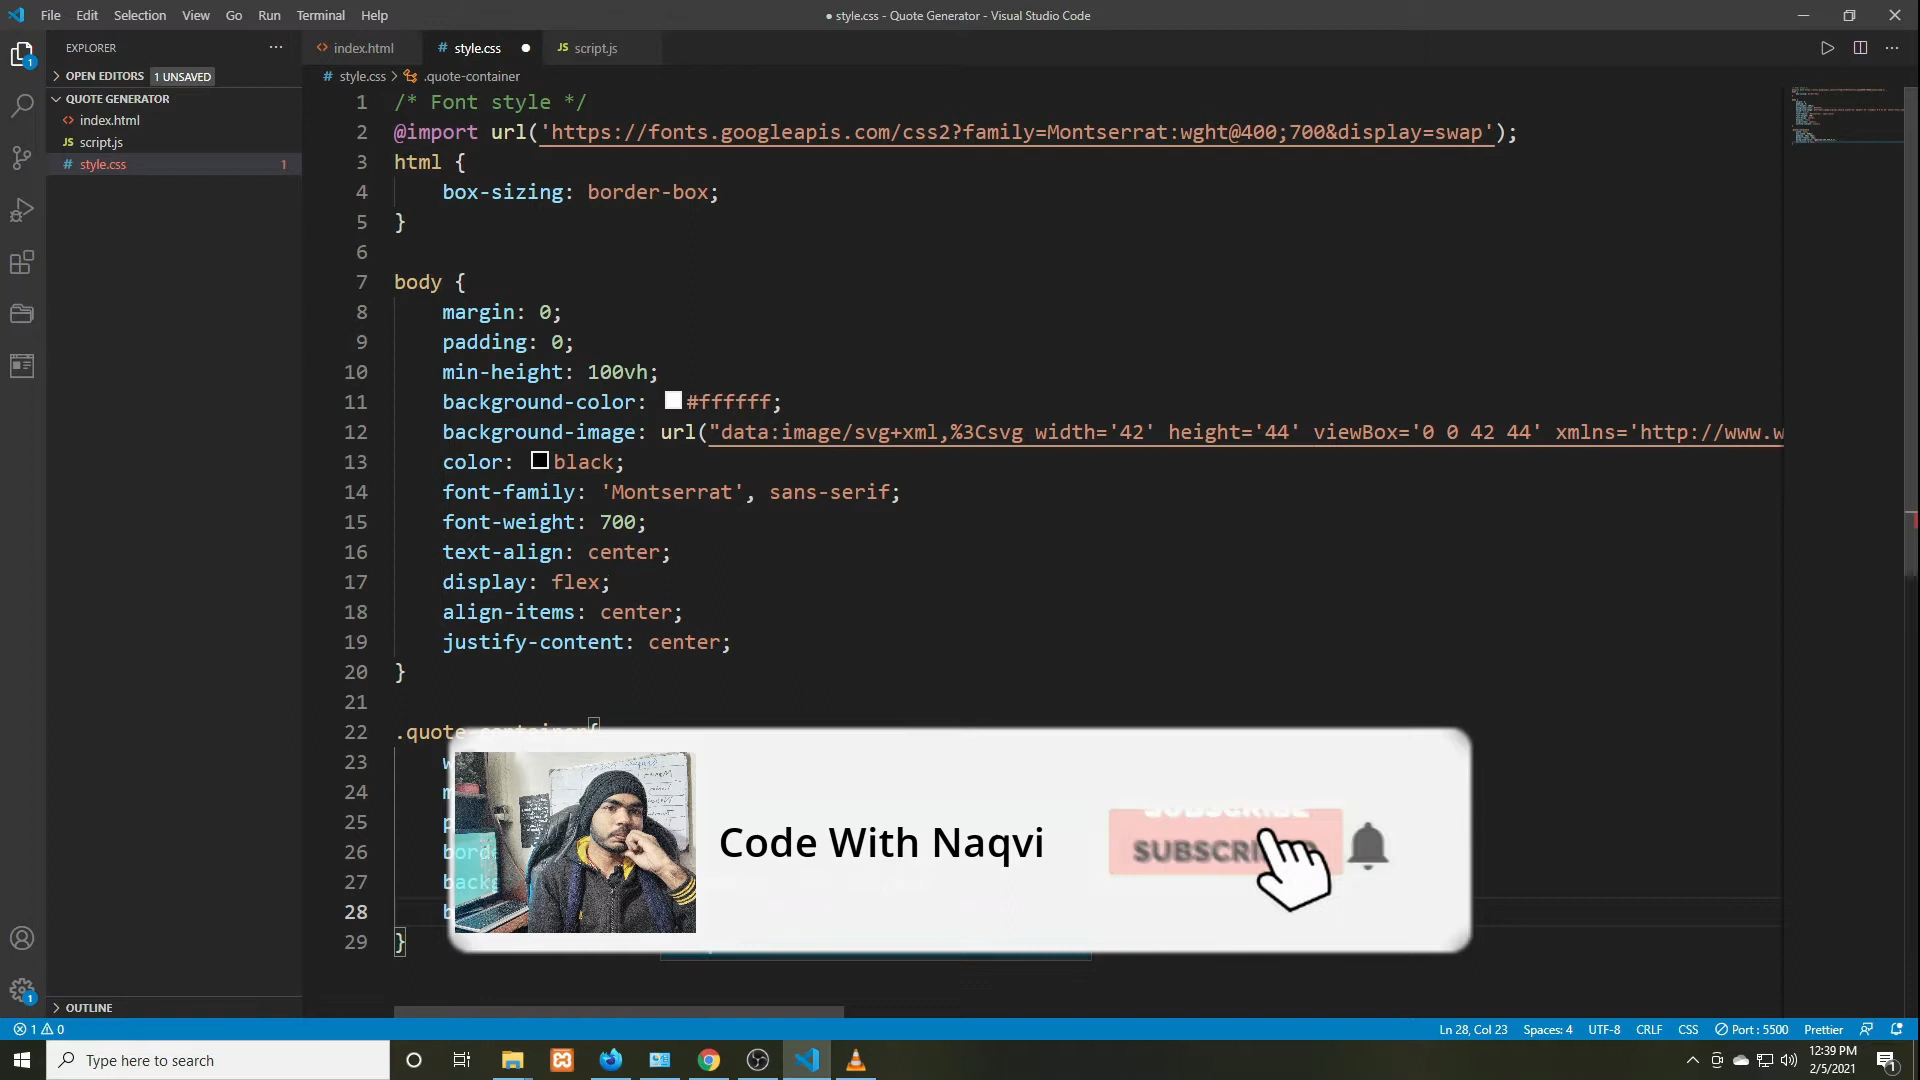 File Edit Selection View Go Run Terminal Help
● style.css - Quote Generator - Visual Studio Code
EXPLORER
OPEN EDITORS 1 UNSAVED
QUOTE GENERATOR
index.html
script.js
style.css 1
OUTLINE
index.html # style.css ● JS script.js
# style.css > .quote-container
1 /* Font style */
2 @import url('https://fonts.googleapis.com/css2?family=Montserrat:wght@400;700&display=swap');
3 html {
4 box-sizing: border-box;
5 }
6
7 body {
8 margin: 0;
9 padding: 0;
10 min-height: 100vh;
11 background-color: #ffffff;
12 background-image: url("data:image/svg+xml,%3Csvg width='42' height='44' viewBox='0 0 42 44' xmlns='http://www.w
13 color: black;
14 font-family: 'Montserrat', sans-serif;
15 font-weight: 700;
16 text-align: center;
17 display: flex;
18 align-items: center;
19 justify-content: center;
20 }
21
22 .quote-container{
23
24
25
26 borde
27 backg
28 b
29 }
Code With Naqvi
SUBSCRIBE
1 0
Ln 28, Col 23 Spaces: 4 UTF-8 CRLF CSS Port : 5500 Prettier
Type here to search
12:39 PM
2/5/2021